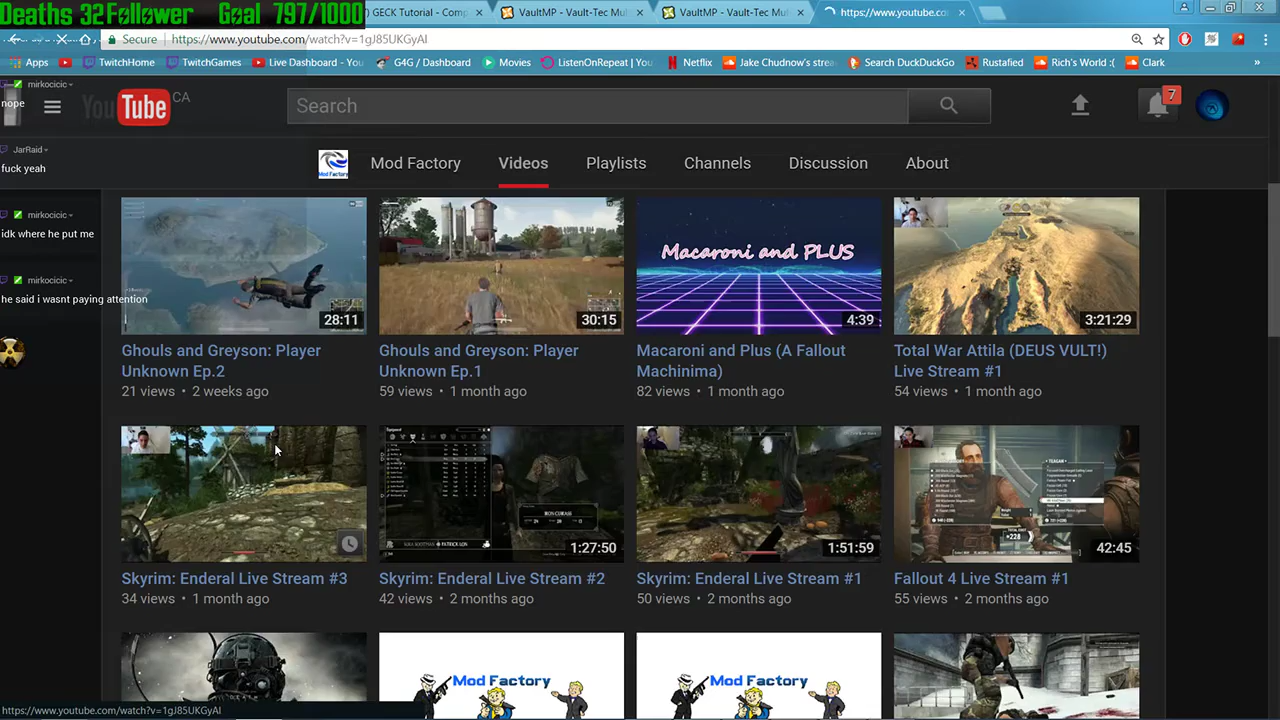 Deaths 32Follower Goal 797/1000
GECK Tutorial - Comp
VaultMP - Vault-Tec Mul
VaultMP - Vault-Tec Mul
https://www.youtube.co
Secure https://www.youtube.com/watch?v=1gJ85UKGyAI
Apps TwitchHome TwitchGames Live Dashboard - You G4G / Dashboard Movies ListenOnRepeat | You Netflix Jake Chudnow's strea Search DuckDuckGo Rustafied Rich's World :( Clark »
mirkocicic
nope
YouTube CA
Search
7
JarRaid
fuck yeah
Mod Factory
Mod Factory Videos Playlists Channels Discussion About
mirkocicic
idk where he put me
mirkocicic
he said i wasnt paying attention
28:11
30:15
Macaroni and PLUS
4:39
3:21:29
Ghouls and Greyson: Player
Unknown Ep.2
21 views • 2 weeks ago
Ghouls and Greyson: Player
Unknown Ep.1
59 views • 1 month ago
Macaroni and Plus (A Fallout
Machinima)
82 views • 1 month ago
Total War Attila (DEUS VULT!)
Live Stream #1
54 views • 1 month ago
IRON CUIRASS
1:27:50
1:51:59
TEAGAN
+228
42:45
Skyrim: Enderal Live Stream #3
34 views • 1 month ago
Skyrim: Enderal Live Stream #2
42 views • 2 months ago
Skyrim: Enderal Live Stream #1
50 views • 2 months ago
Fallout 4 Live Stream #1
55 views • 2 months ago
Mod Factory
Mod Factory
https://www.youtube.com/watch?v=1gJ85UKGyAI